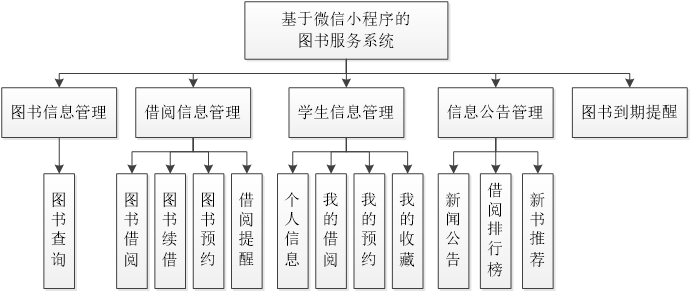 基于微信小程序的
图书服务系统
图书信息管理
借阅信息管理
学生信息管理
信息公告管理
图书到期提醒
图书查询
图书借阅
图书续借
图书预约
借阅提醒
个人信息
我的借阅
我的预约
我的收藏
新闻公告
借阅排行榜
新书推荐